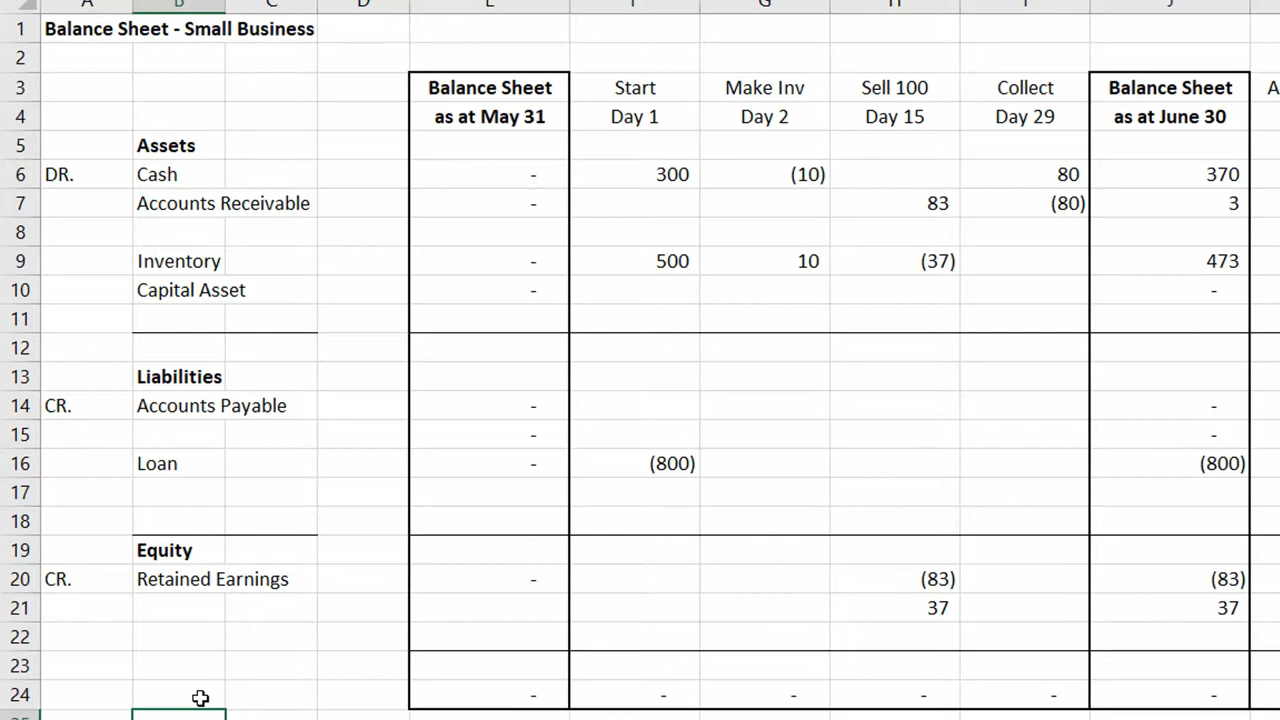 1 Balance Sheet - Small Business
2
3 Balance Sheet Start Make Inv Sell 100 Collect Balance Sheet A
4 as at May 31 Day 1 Day 2 Day 15 Day 29 as at June 30
5 Assets
6 DR. Cash - 300 (10) 80 370
7 Accounts Receivable - 83 (80) 3
8
9 Inventory - 500 10 (37) 473
10 Capital Asset - -
11
12
13 Liabilities
14 CR. Accounts Payable - -
15 - -
16 Loan - (800) (800)
17
18
19 Equity
20 CR. Retained Earnings - (83) (83)
21 37 37
22
23
24 - - - - - -